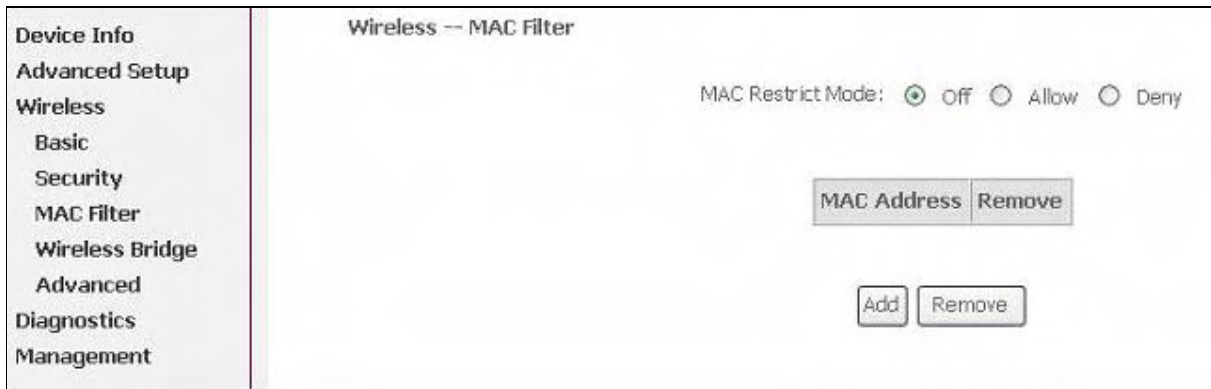 Device Info
Advanced Setup
Wireless
Basic
Security
MAC Filter
Wireless Bridge
Advanced
Diagnostics
Management
Wireless -- MAC Filter
MAC Restrict Mode: Off Allow Deny
MAC Address Remove
Add Remove